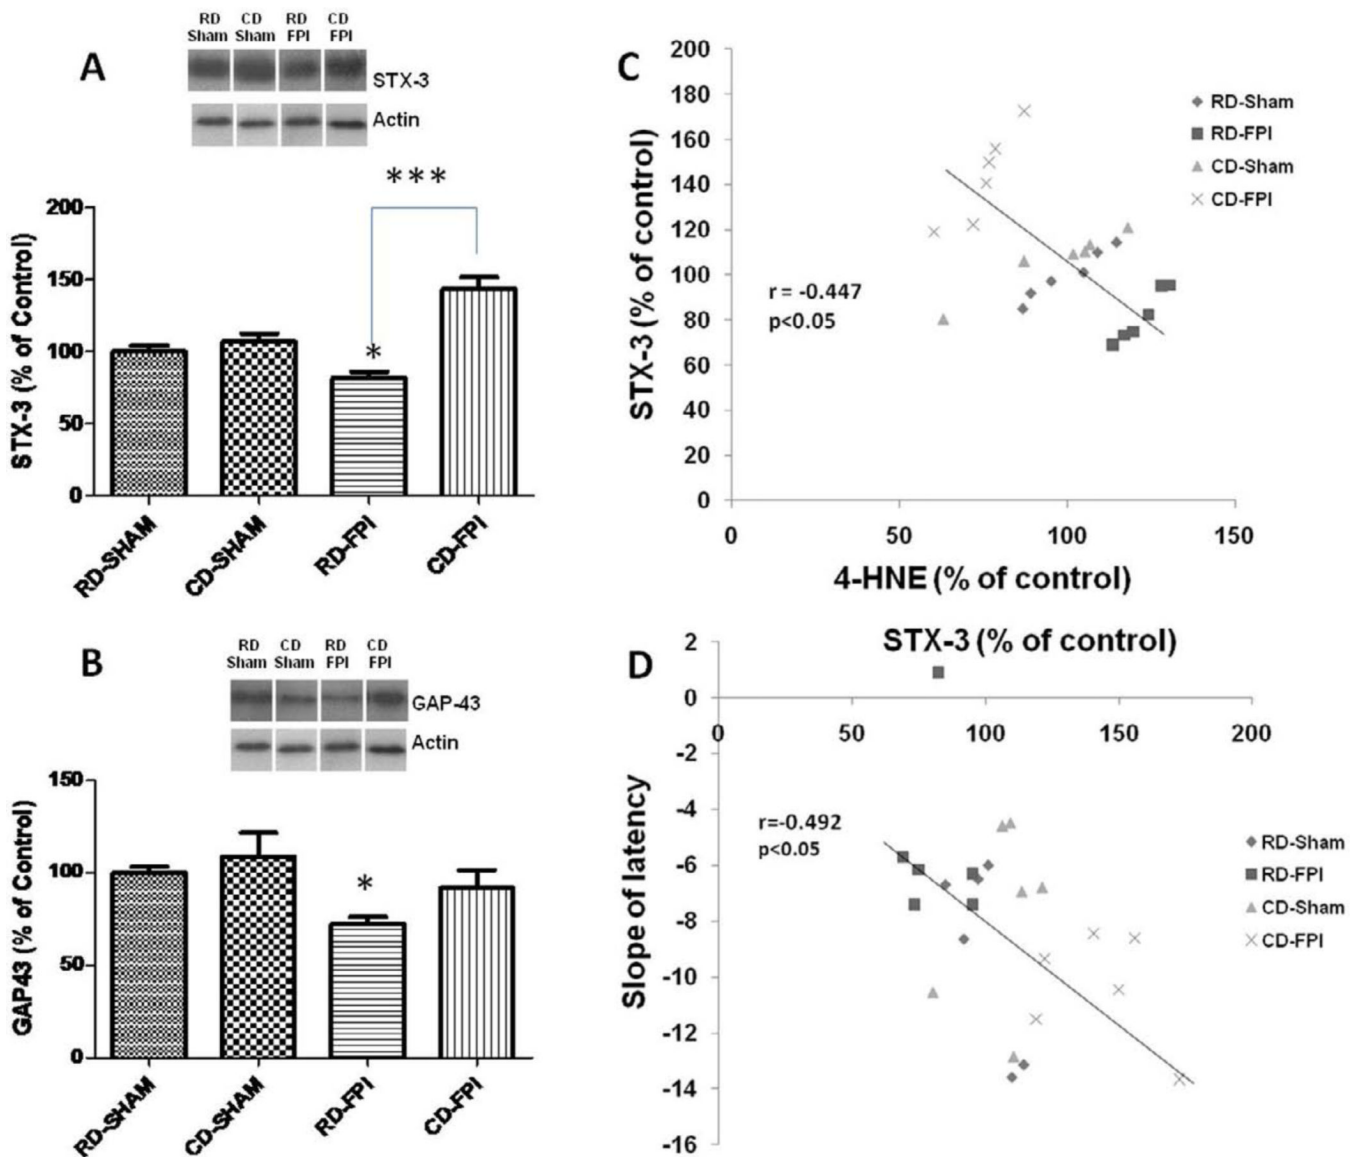 A
RD CD RD CD
Sham Sham FPI FPI
STX-3
Actin
***
*
STX-3 (% of Control)
200
150
100
50
0
RD-SHAM
CD-SHAM
RD-FPI
CD-FPI
B
RD CD RD CD
Sham Sham FPI FPI
GAP-43
Actin
*
GAP43 (% of Control)
150
100
50
0
RD-SHAM
CD-SHAM
RD-FPI
CD-FPI
C
STX-3 (% of control)
200
180
160
140
120
100
80
60
40
20
0
r = -0.447
p<0.05
RD-Sham
RD-FPI
CD-Sham
CD-FPI
0 50 100 150
4-HNE (% of control)
D
STX-3 (% of control)
Slope of latency
2
0
-2
-4
-6
-8
-10
-12
-14
-16
0 50 100 150 200
r=-0.492
p<0.05
RD-Sham
RD-FPI
CD-Sham
CD-FPI